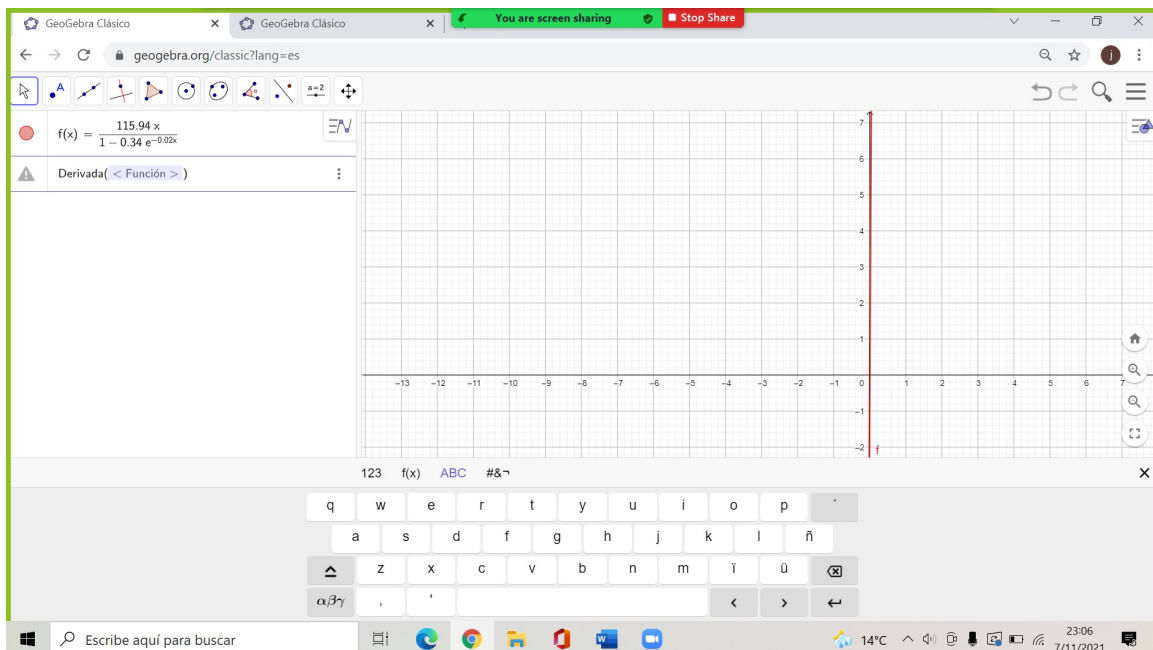 GeoGebra Clásico
GeoGebra Clásico
You are screen sharing
Stop Share
geogebra.org/classic?lang=es
j
A
a=2
f(x) = 115.94 x / 1 − 0.34 e^−0.02x
Derivada( < Función > )
7
6
5
4
3
2
1
−13 −12 −11 −10 −9 −8 −7 −6 −5 −4 −3 −2 −1 0 1 2 3 4 5 6 7
−1
−2
f
123 f(x) ABC #&¬
q w e r t y u i o p ´
a s d f g h j k l ñ
z x c v b n m ï ü
αβγ , '
Escribe aquí para buscar
14°C
23:06
7/11/2021